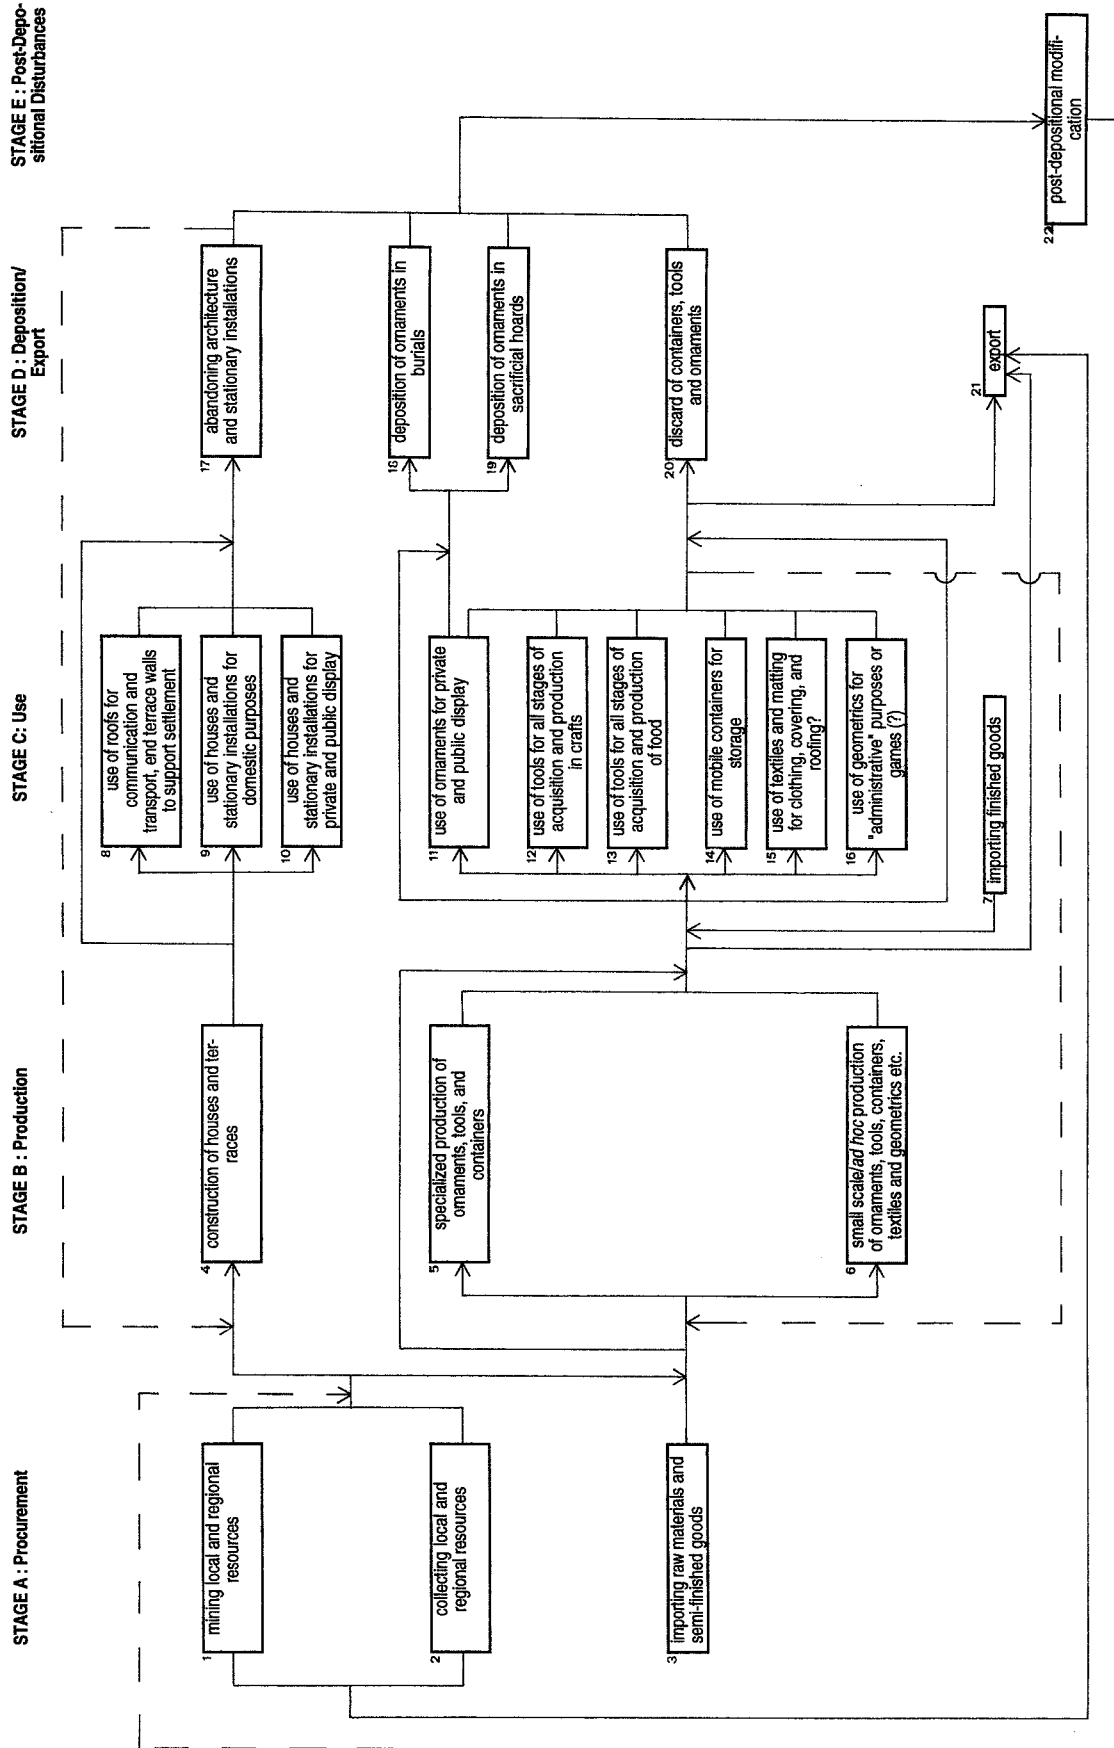 STAGE A : Procurement
1
mining local and regional
resources
2
collecting local and
regional resources
3
importing raw materials and
semi-finished goods
STAGE B : Production
4
construction of houses and ter-
races
5
specialized production of
ornaments, tools, and
containers
6
small scale/ad hoc production
of ornaments, tools, containers,
textiles and geometrics etc.
STAGE C: Use
8
use of roofs for
communication and
transport, end terrace walls
to support settlement
9
use of houses and
stationary installations for
domestic purposes
10
use of houses and
stationary installations for
private and public display
11
use of ornaments for private
and public display
12
use of tools for all stages of
acquisition and production
in crafts
13
use of tools for all stages of
acquisition and production
of food
14
use of mobile containers for
storage
15
use of textiles and matting
for clothing, covering, and
roofing?
16
use of geometrics for
"administrative" purposes or
games (?)
7
importing finished goods
STAGE D : Deposition/
Export
17
abandoning architecture
and stationary installations
18
deposition of ornaments in
burials
19
deposition of ornaments in
sacrificial hoards
20
discard of containers, tools
and ornaments
21
export
STAGE E : Post-Depo-
sitional Disturbances
22
post-depositional modifi-
cation